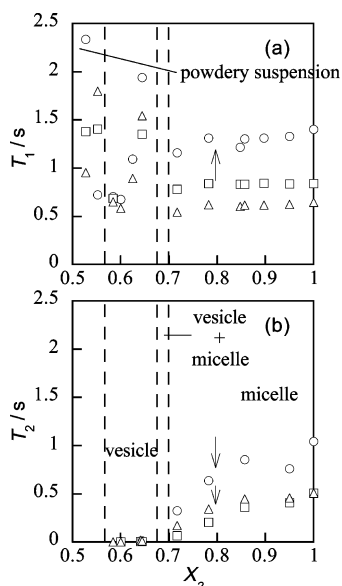 2.5
(a)
2
powdery suspension
1.5
T1 / s
1
0.5
0
0.5 0.6 0.7 0.8 0.9 1
2.5
vesicle (b)
+
2
micelle
1.5
micelle
T2 / s
1
vesicle
0.5
0
0.5 0.6 0.7 0.8 0.9 1
X2